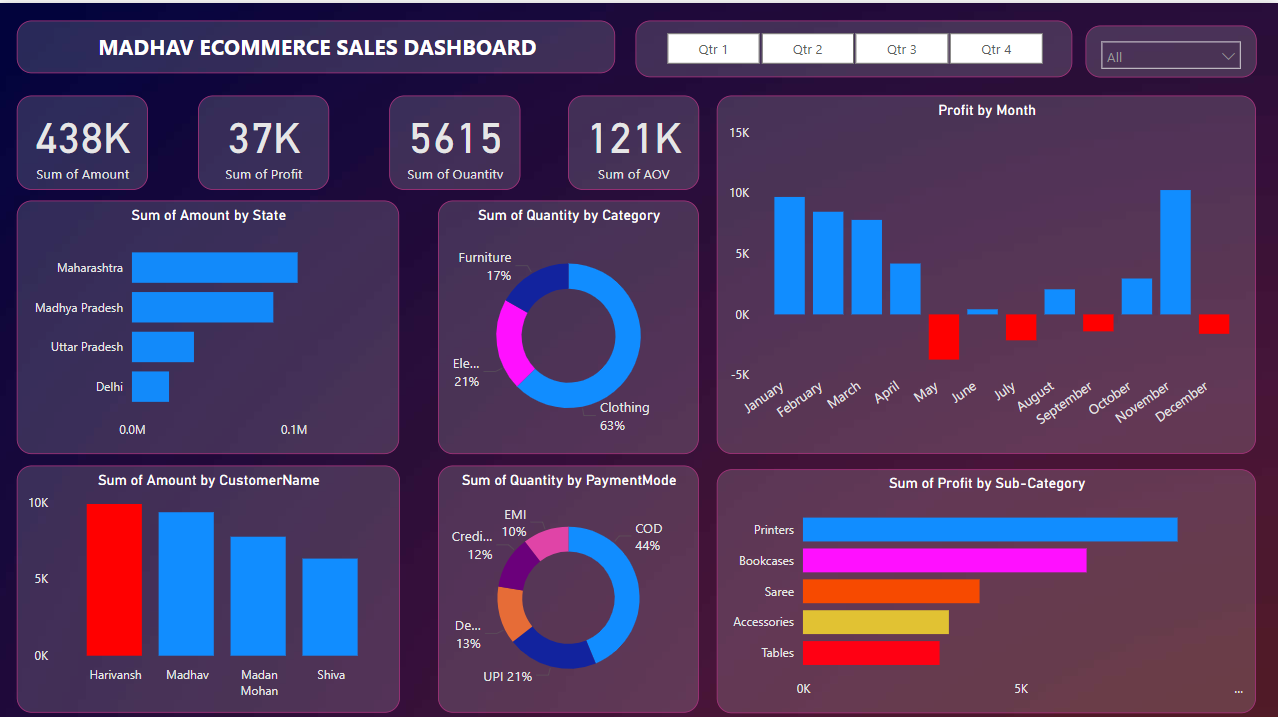 MADHAV ECOMMERCE SALES DASHBOARD
Qtr 1
Qtr 2
Qtr 3
Qtr 4
All
438K
Sum of Amount
37K
Sum of Profit
5615
Sum of Quantity
121K
Sum of AOV
Profit by Month
15K
10K
5K
0K
-5K
January
February
March
April
May
June
July
August
September
October
November
December
Sum of Amount by State
Maharashtra
Madhya Pradesh
Uttar Pradesh
Delhi
0.0M
0.1M
Sum of Quantity by Category
Furniture
17%
Ele...
21%
Clothing
63%
Sum of Amount by CustomerName
10K
5K
0K
Harivansh
Madhav
Madan
Mohan
Shiva
Sum of Quantity by PaymentMode
EMI
10%
COD
44%
Credi...
12%
De...
13%
UPI 21%
Sum of Profit by Sub-Category
Printers
Bookcases
Saree
Accessories
Tables
0K
5K
...